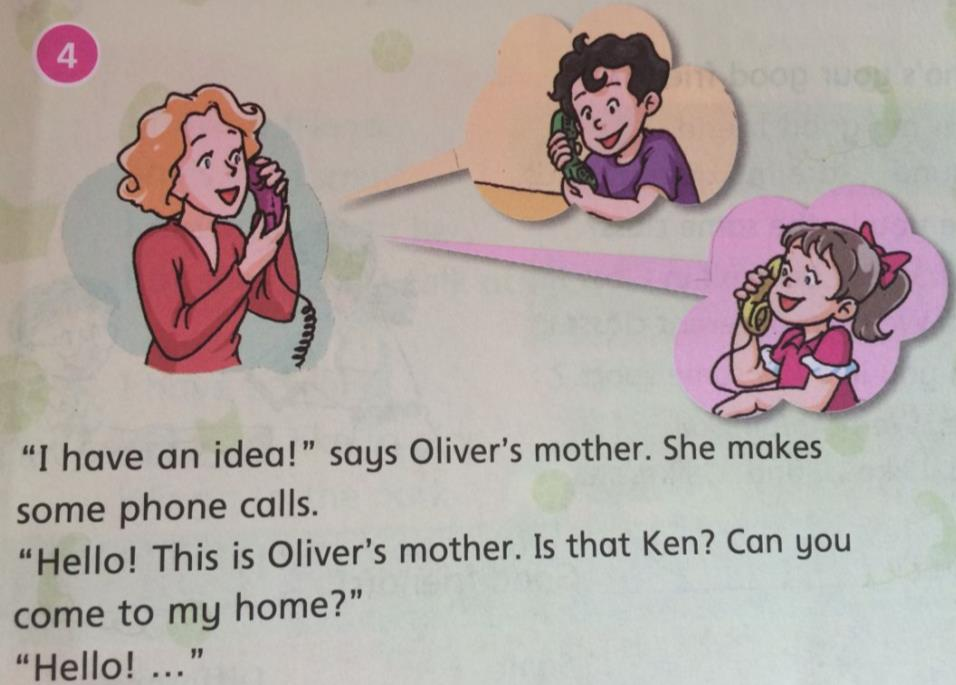 4
“I have an idea!” says Oliver’s mother. She makes
some phone calls.
“Hello! This is Oliver’s mother. Is that Ken? Can you
come to my home?”
“Hello! ...”